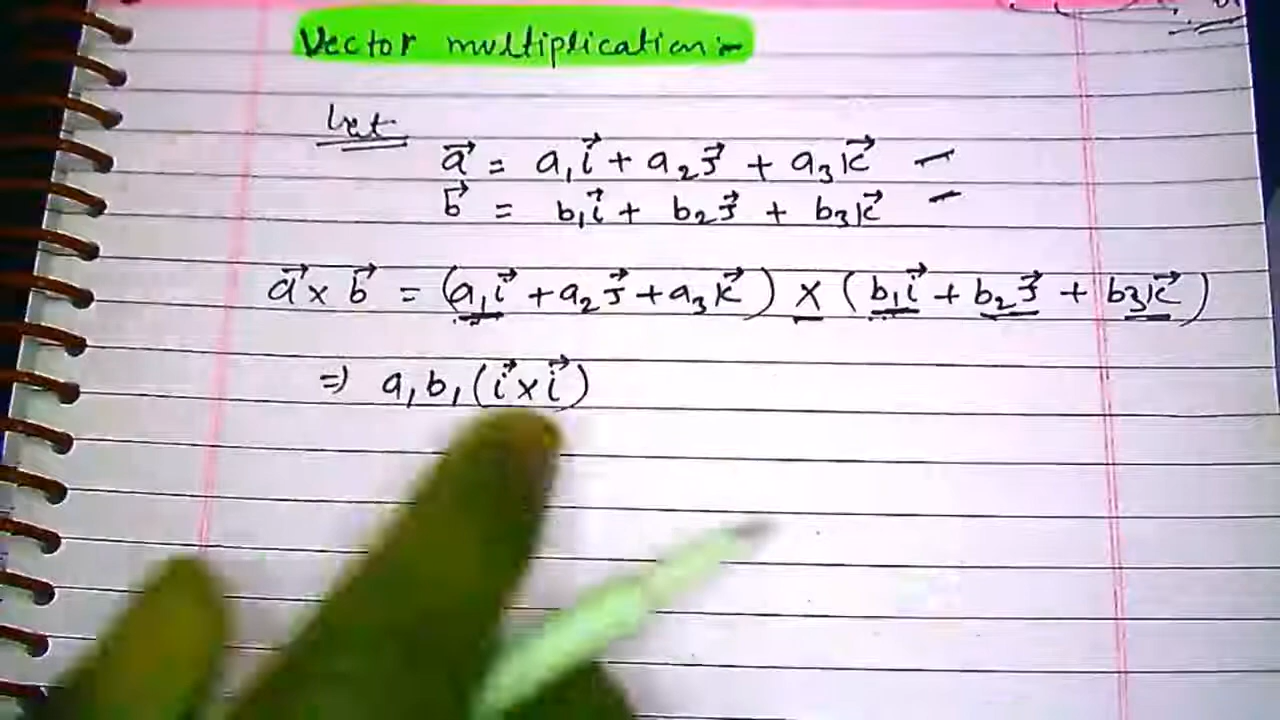 Vector multiplication:-
Let
a⃗ = a₁i⃗ + a₂j⃗ + a₃k⃗ –
b⃗ = b₁i⃗ + b₂j⃗ + b₃k⃗ –
a⃗ × b⃗ = (a₁i⃗ + a₂j⃗ + a₃k⃗) × (b₁i⃗ + b₂j⃗ + b₃k⃗)
⇒ a₁b₁(i⃗ × i⃗)